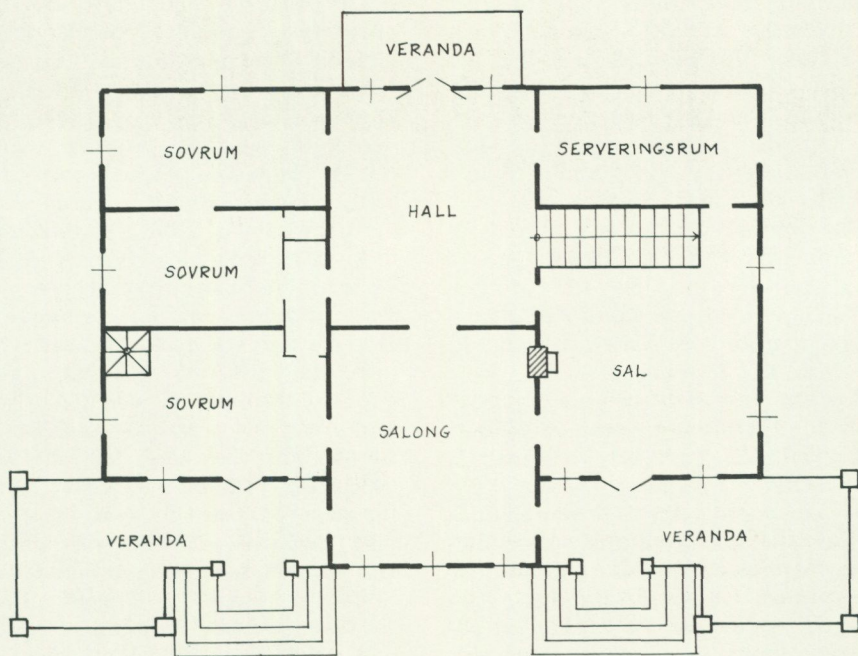 VERANDA
SOVRUM
SERVERINGSRUM
HALL
SOVRUM
SAL
SOVRUM
SALONG
VERANDA
VERANDA